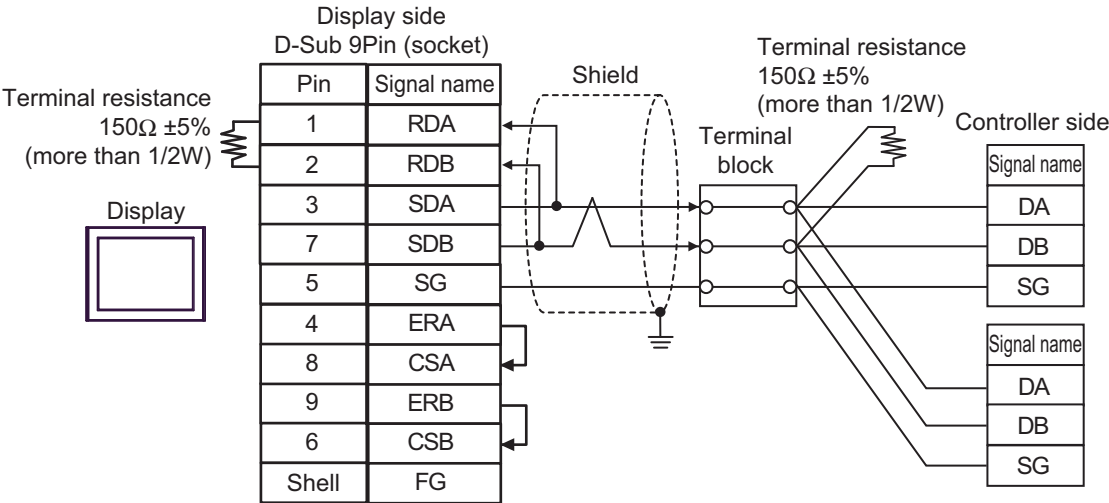 Display side
D-Sub 9Pin (socket)
Pin Signal name
1 RDA
2 RDB
3 SDA
7 SDB
5 SG
4 ERA
8 CSA
9 ERB
6 CSB
Shell FG
Terminal resistance
150Ω ±5%
(more than 1/2W)
Display
Shield
Terminal
block
Terminal resistance
150Ω ±5%
(more than 1/2W)
Controller side
Signal name
DA
DB
SG
Signal name
DA
DB
SG